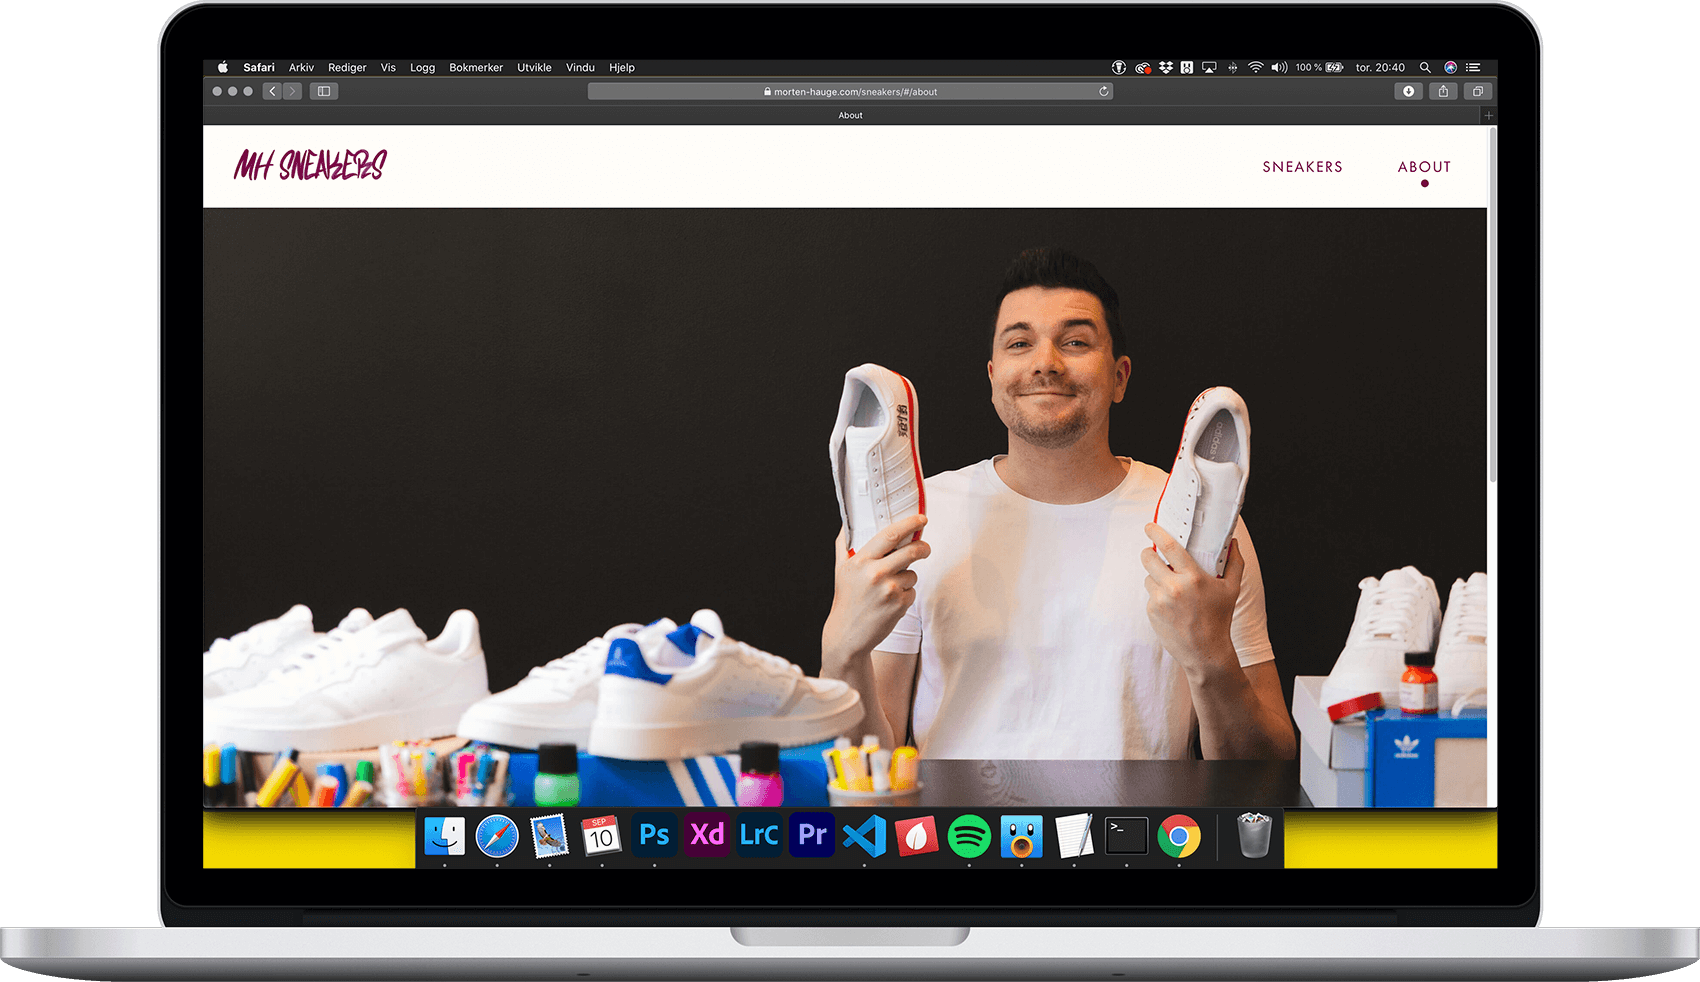 Safari Arkiv Rediger Vis Logg Bokmerker Utvikle Vindu Hjelp 100 % tor. 20:40
morten-hauge.com/sneakers/#/about
About
MH SNEAKERS SNEAKERS ABOUT
adidas
SEP
10 Ps Xd LrC Pr >_